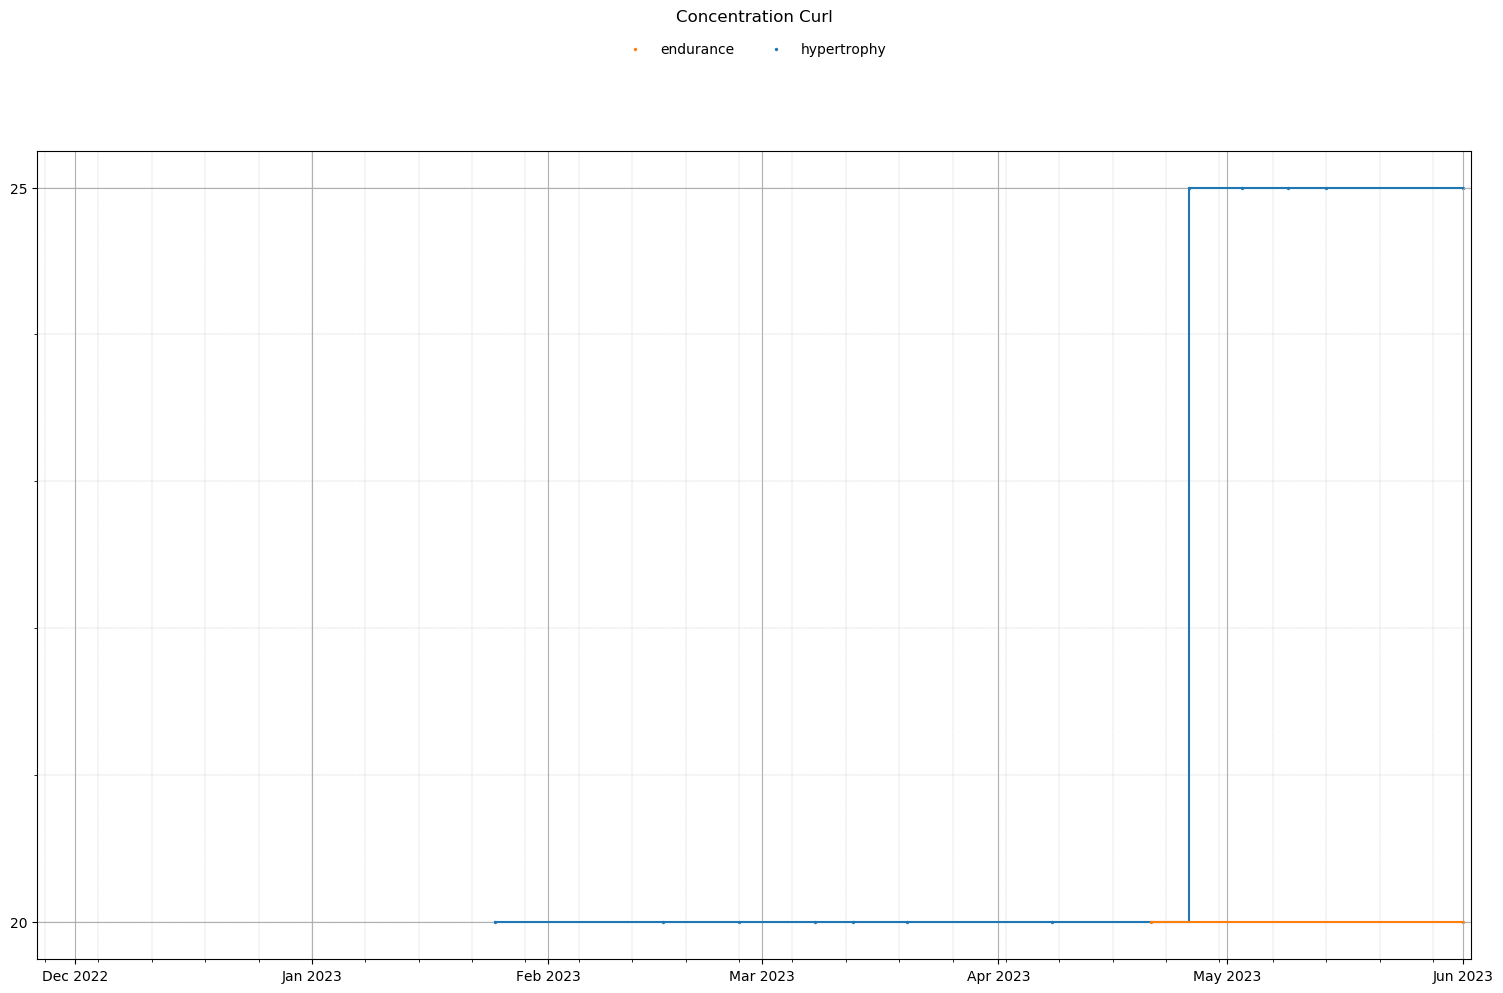 Concentration Curl
endurance hypertrophy
25
20
Dec 2022 Jan 2023 Feb 2023 Mar 2023 Apr 2023 May 2023 Jun 2023